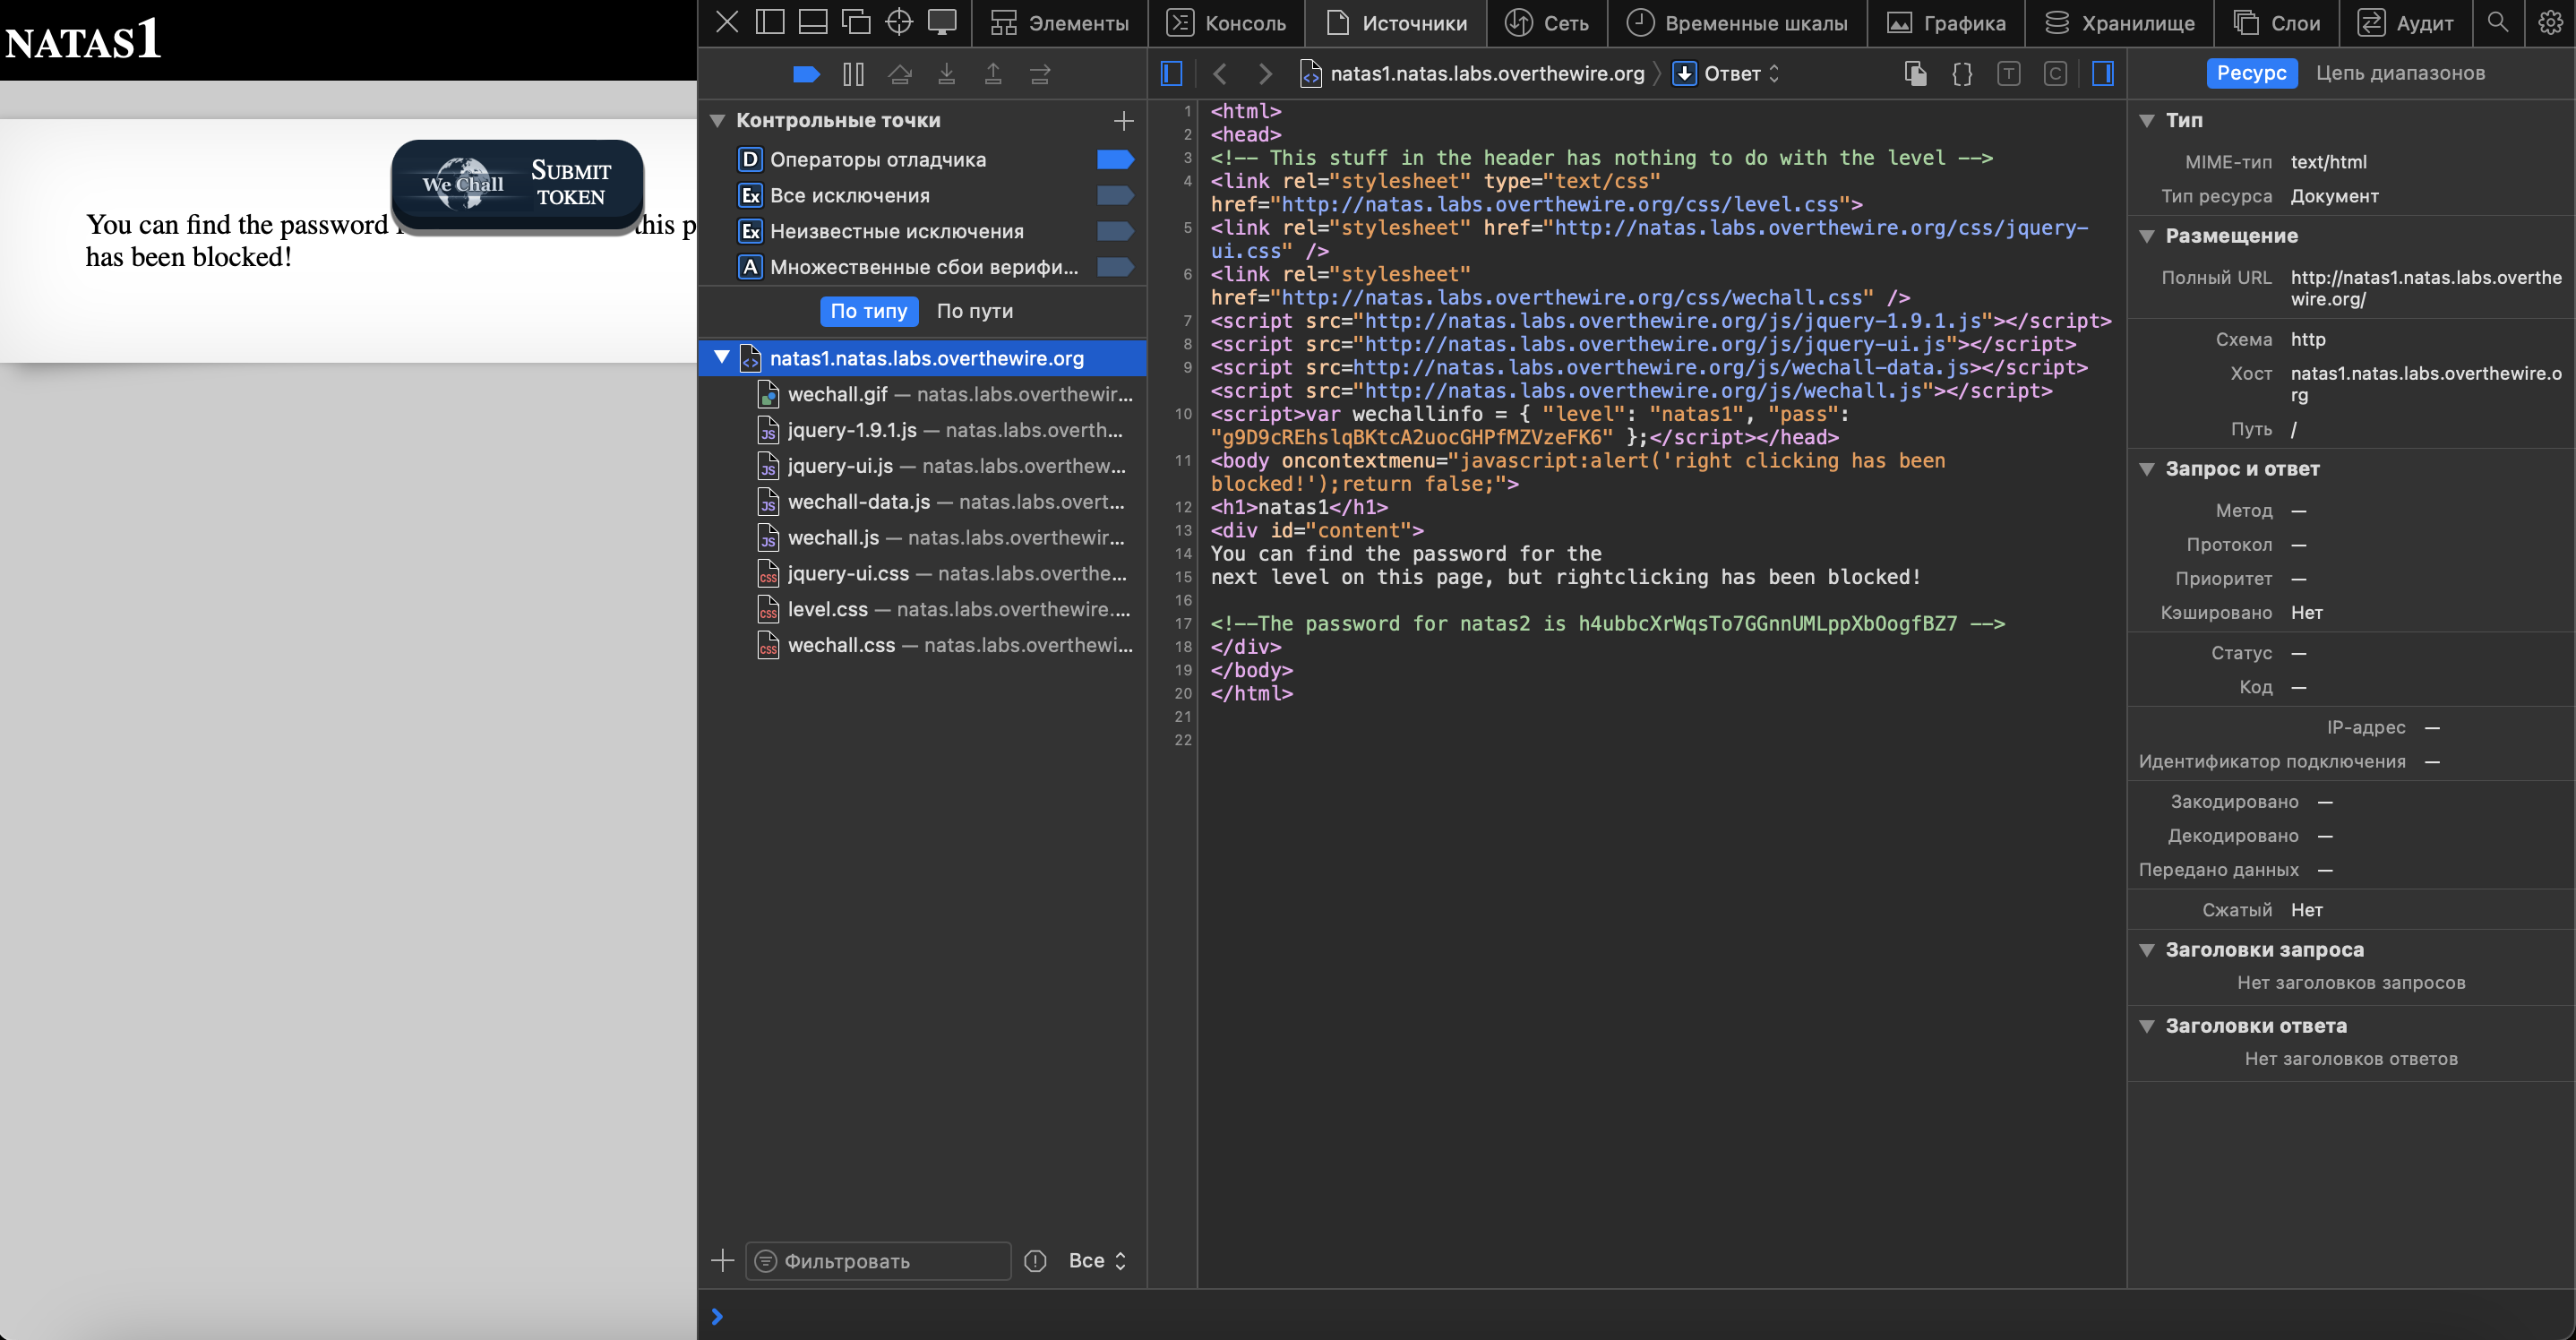 NATAS1
We Chall
SUBMIT
TOKEN
You can find the password
this p
has been blocked!
Элементы
Консоль
Источники
Сеть
Временные шкалы
Графика
Хранилище
Слои
Аудит
Контрольные точки
D Операторы отладчика
Ex Все исключения
Ex Неизвестные исключения
A Множественные сбои верифи...
По типу
По пути
natas1.natas.labs.overthewire.org
wechall.gif — natas.labs.overthewir...
jquery-1.9.1.js — natas.labs.overth...
jquery-ui.js — natas.labs.overthew...
wechall-data.js — natas.labs.overt...
wechall.js — natas.labs.overthewir...
jquery-ui.css — natas.labs.overthe...
level.css — natas.labs.overthewire....
wechall.css — natas.labs.overthewi...
Фильтровать
Все
natas1.natas.labs.overthewire.org
Ответ
1 <html>
2 <head>
3 <!-- This stuff in the header has nothing to do with the level -->
4 <link rel="stylesheet" type="text/css"
href="http://natas.labs.overthewire.org/css/level.css">
5 <link rel="stylesheet" href="http://natas.labs.overthewire.org/css/jquery-
ui.css" />
6 <link rel="stylesheet"
href="http://natas.labs.overthewire.org/css/wechall.css" />
7 <script src="http://natas.labs.overthewire.org/js/jquery-1.9.1.js"></script>
8 <script src="http://natas.labs.overthewire.org/js/jquery-ui.js"></script>
9 <script src=http://natas.labs.overthewire.org/js/wechall-data.js></script>
<script src="http://natas.labs.overthewire.org/js/wechall.js"></script>
10 <script>var wechallinfo = { "level": "natas1", "pass":
"g9D9cREhslqBKtcA2uocGHPfMZVzeFK6" };</script></head>
11 <body oncontextmenu="javascript:alert('right clicking has been
blocked!');return false;">
12 <h1>natas1</h1>
13 <div id="content">
14 You can find the password for the
15 next level on this page, but rightclicking has been blocked!
16
17 <!--The password for natas2 is h4ubbcXrWqsTo7GGnnUMLppXbOogfBZ7 -->
18 </div>
19 </body>
20 </html>
21
22
Ресурс
Цепь диапазонов
Тип
MIME-тип text/html
Тип ресурса Документ
Размещение
Полный URL http://natas1.natas.labs.overthe
wire.org/
Схема http
Хост natas1.natas.labs.overthewire.o
rg
Путь /
Запрос и ответ
Метод —
Протокол —
Приоритет —
Кэшировано Нет
Статус —
Код —
IP-адрес —
Идентификатор подключения —
Закодировано —
Декодировано —
Передано данных —
Сжатый Нет
Заголовки запроса
Нет заголовков запросов
Заголовки ответа
Нет заголовков ответов